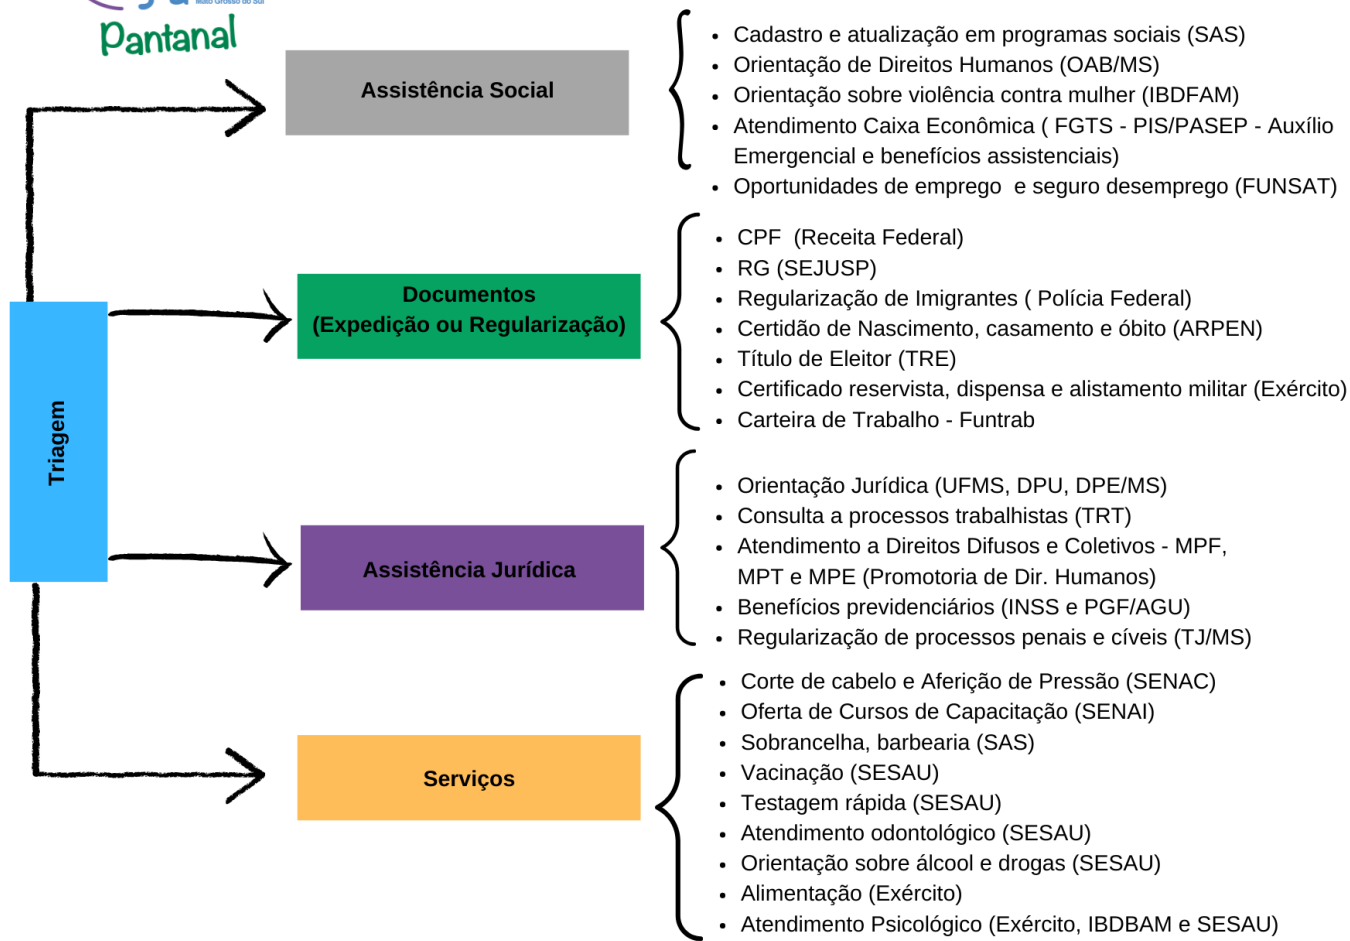 Mato Grosso do Sul
Pantanal
Triagem
Assistência Social
Cadastro e atualização em programas sociais (SAS)
Orientação de Direitos Humanos (OAB/MS)
Orientação sobre violência contra mulher (IBDFAM)
Atendimento Caixa Econômica ( FGTS - PIS/PASEP - Auxílio
Emergencial e benefícios assistenciais)
Oportunidades de emprego  e seguro desemprego (FUNSAT)
Documentos
(Expedição ou Regularização)
CPF  (Receita Federal)
RG (SEJUSP)
Regularização de Imigrantes ( Polícia Federal)
Certidão de Nascimento, casamento e óbito (ARPEN)
Título de Eleitor (TRE)
Certificado reservista, dispensa e alistamento militar (Exército)
Carteira de Trabalho - Funtrab
Assistência Jurídica
Orientação Jurídica (UFMS, DPU, DPE/MS)
Consulta a processos trabalhistas (TRT)
Atendimento a Direitos Difusos e Coletivos - MPF,
MPT e MPE (Promotoria de Dir. Humanos)
Benefícios previdenciários (INSS e PGF/AGU)
Regularização de processos penais e cíveis (TJ/MS)
Serviços
Corte de cabelo e Aferição de Pressão (SENAC)
Oferta de Cursos de Capacitação (SENAI)
Sobrancelha, barbearia (SAS)
Vacinação (SESAU)
Testagem rápida (SESAU)
Atendimento odontológico (SESAU)
Orientação sobre álcool e drogas (SESAU)
Alimentação (Exército)
Atendimento Psicológico (Exército, IBDBAM e SESAU)